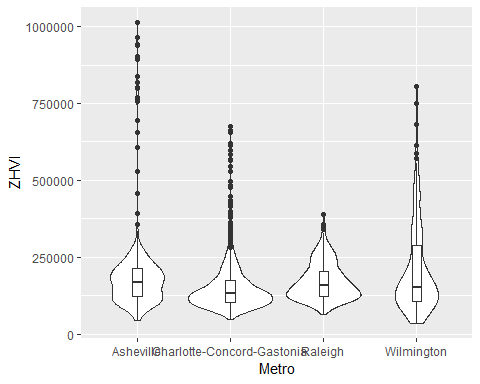 1000000
750000
500000
250000
0
ZHVI
Asheville Charlotte-Concord-Gastonia Raleigh Wilmington
Metro